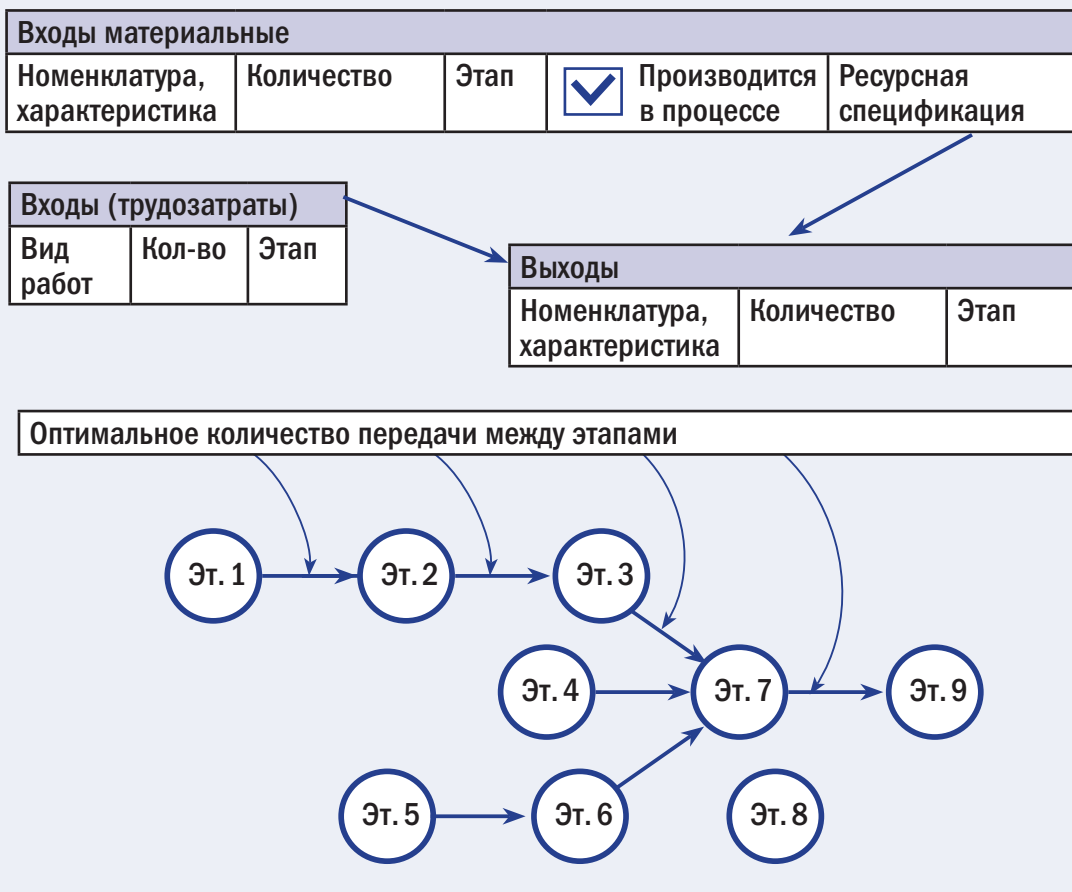 Входы материальные
Номенклатура,
характеристика
Количество
Этап
Производится
в процессе
Ресурсная
спецификация
Входы (трудозатраты)
Вид
работ
Кол-во
Этап
Выходы
Номенклатура,
характеристика
Количество
Этап
Оптимальное количество передачи между этапами
Эт. 1
Эт. 2
Эт. 3
Эт. 4
Эт. 7
Эт. 9
Эт. 5
Эт. 6
Эт. 8